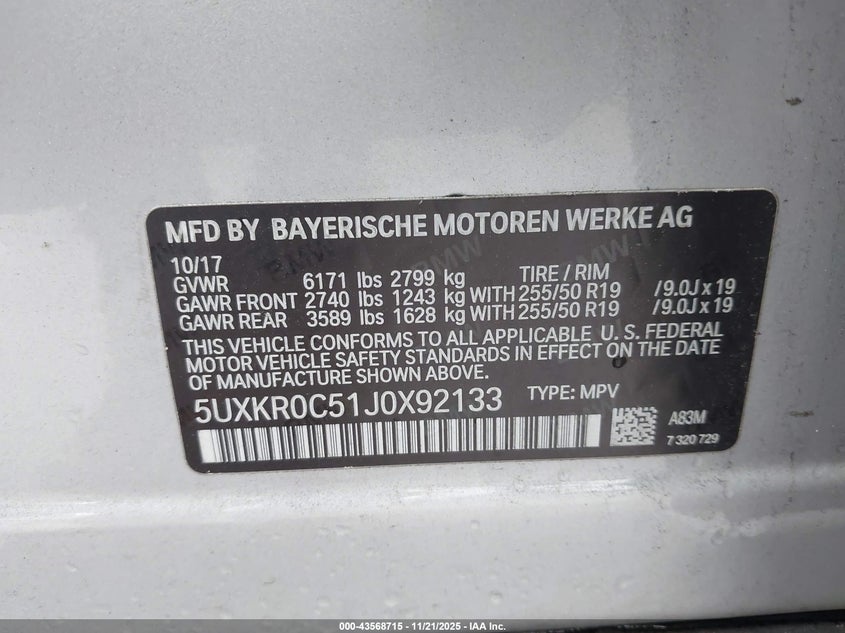 MFD BY BAYERISCHE MOTOREN WERKE AG
10/17 TIRE / RIM
GVWR 6171 lbs 2799 kg
GAWR FRONT 2740 lbs 1243 kg WITH 255/50 R19 /9.0J x 19
GAWR REAR 3589 lbs 1628 kg WITH 255/50 R19 /9.0J x 19
THIS VEHICLE CONFORMS TO ALL APPLICABLE U. S. FEDERAL
MOTOR VEHICLE SAFETY STANDARDS IN EFFECT ON THE DATE
OF MANUFACTURE SHOWN ABOVE.
5UXKR0C51J0X92133 TYPE: MPV
A83M
7 320 729
000-43568715 - 11/21/2025 - IAA Inc.